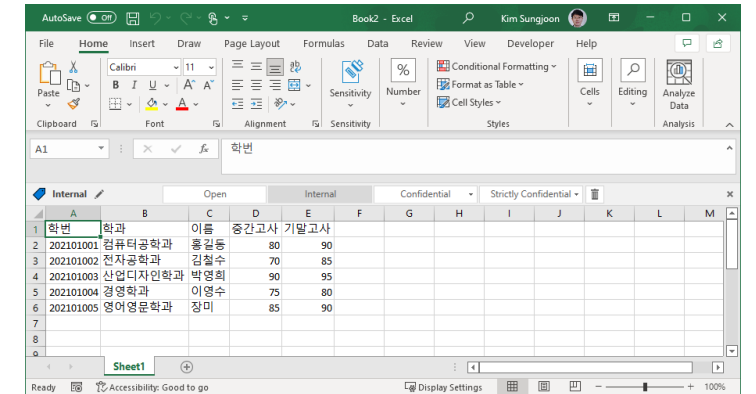 AutoSave Off Book2 - Excel Kim Sungjoon
File Home Insert Draw Page Layout Formulas Data Review View Developer Help
Calibri 11 Conditional Formatting
Paste B I U A A Sensitivity Number Format as Table Cells Editing Analyze Data
A Cell Styles
Clipboard Font Alignment Sensitivity Styles Analysis
A1 fx 학번
Internal Open Internal Confidential Strictly Confidential
A B C D E F G H I J K L M
1 학번 학과 이름 중간고사 기말고사
2 202101001 컴퓨터공학과 홍길동 80 90
3 202101002 전자공학과 김철수 70 85
4 202101003 산업디자인학과 박영희 90 95
5 202101004 경영학과 이영수 75 80
6 202101005 영어영문학과 장미 85 90
7
8
9
Sheet1
Ready Accessibility: Good to go Display Settings 100%